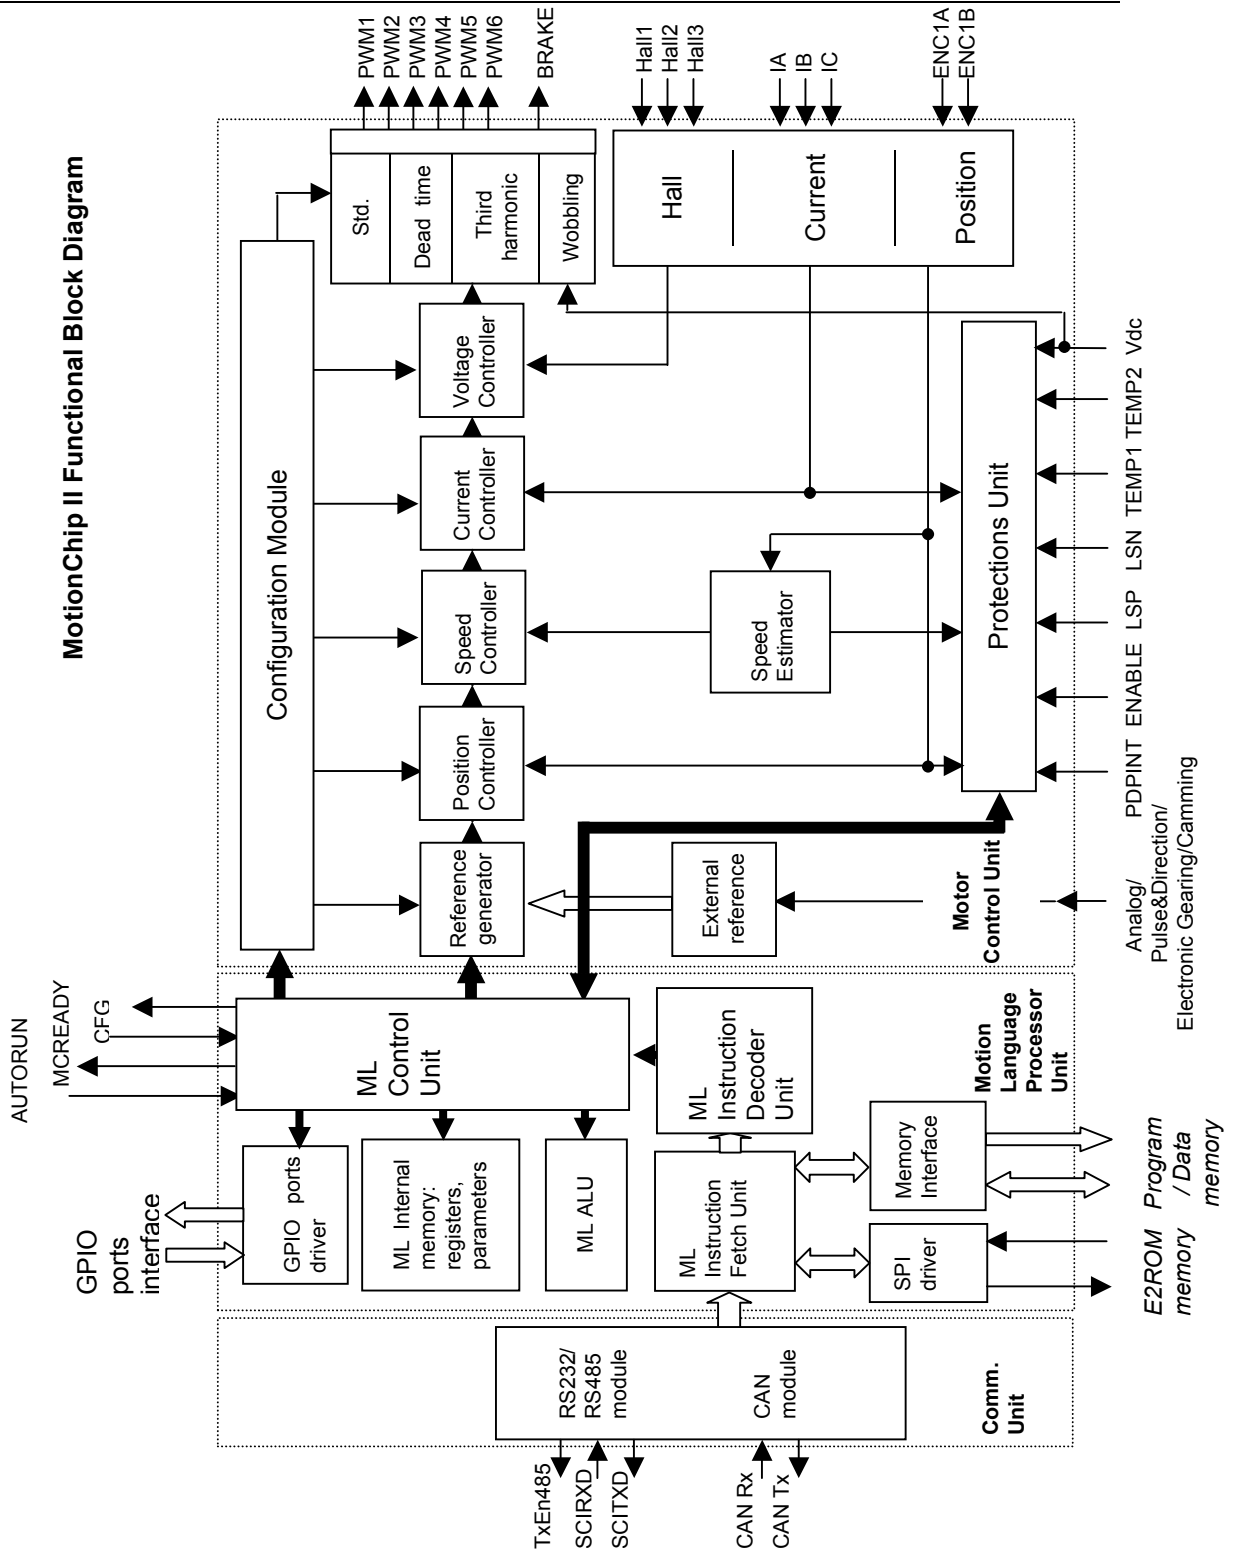 MotionChip II Functional Block Diagram
PWM1
PWM2
PWM3
PWM4
PWM5
PWM6
BRAKE
Hall1
Hall2
Hall3
IA
IB
IC
ENC1A
ENC1B
Std.
Dead time
Third
harmonic
Wobbling
Hall
Current
Position
Configuration Module
Voltage
Controller
Current
Controller
Speed
Controller
Position
Controller
Reference
generator
Speed
Estimator
External
reference
Protections Unit
Motor
Control Unit
Vdc
TEMP2
TEMP1
LSN
LSP
ENABLE
PDPINT
Analog/
Pulse&Direction/
Electronic Gearing/Camming
AUTORUN
MCREADY
CFG
ML
Control
Unit
ML
Instruction
Decoder
Unit
Motion
Language
Processor
Unit
GPIO
ports
interface
GPIO ports
driver
ML Internal
memory:
registers,
parameters
ML ALU
ML
Instruction
Fetch Unit
Memory
Interface
SPI
driver
Program
/ Data
memory
E2ROM
memory
RS232/
RS485
module
CAN
module
Comm.
Unit
TxEn485
SCIRXD
SCITXD
CAN Rx
CAN Tx